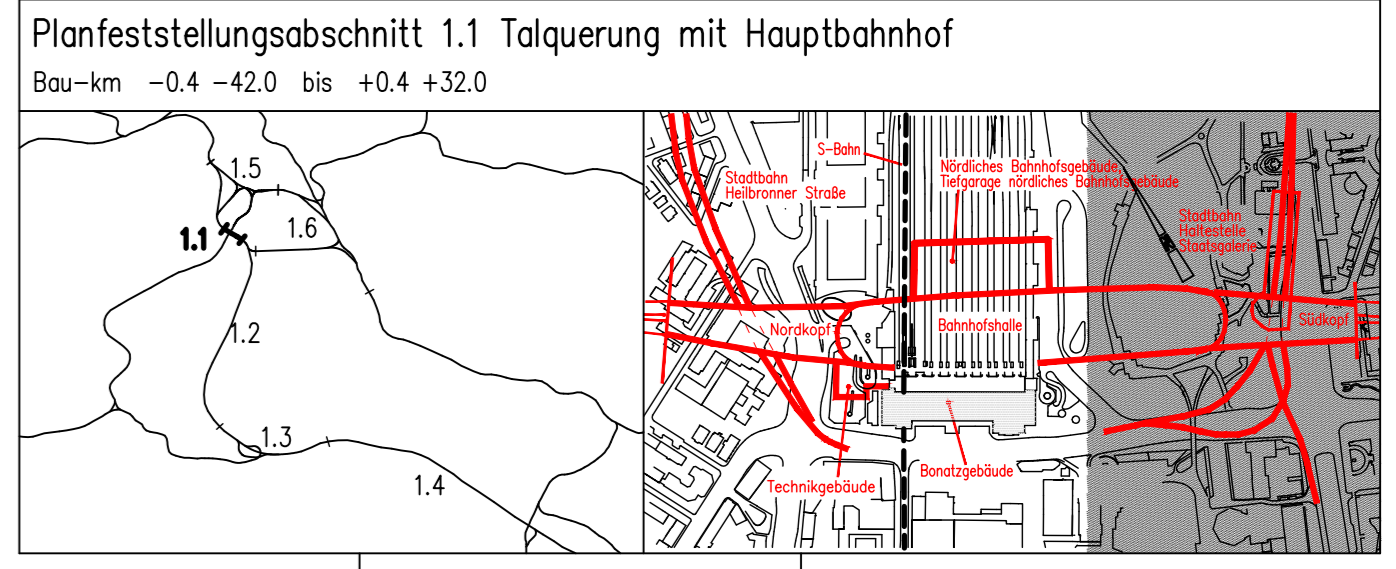 Planfeststellungsabschnitt 1.1 Talquerung mit Hauptbahnhof
Bau-km -0.4 -42.0 bis +0.4 +32.0
1.5
1.6
1.1
1.2
1.3
1.4
S-Bahn
Stadtbahn
Heilbronner Straße
Nördliches Bahnhofsgebäude,
Tiefgarage nördliches Bahnhofsgebäude
Stadtbahn
Haltestelle
Staatsgalerie
Nordkopf
Bahnhofshalle
Südkopf
Technikgebäude
Bonatzgebäude